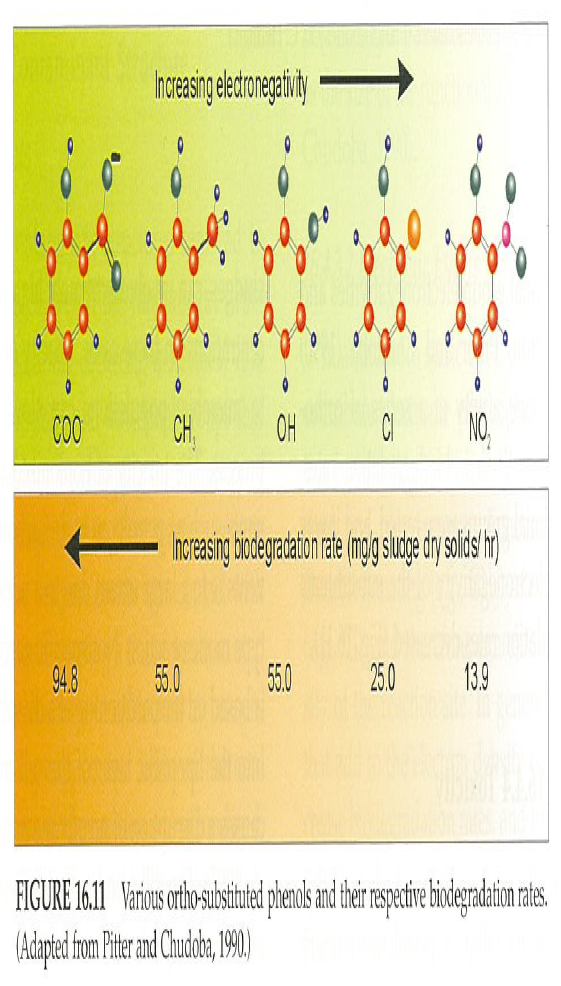 Increasing electronegativity
COO CH₃ OH Cl NO₂
Increasing biodegradation rate (mg/g sludge dry solids/ hr)
94.8 55.0 55.0 25.0 13.9
FIGURE 16.11 Various ortho-substituted phenols and their respective biodegradation rates.
(Adapted from Pitter and Chudoba, 1990.)